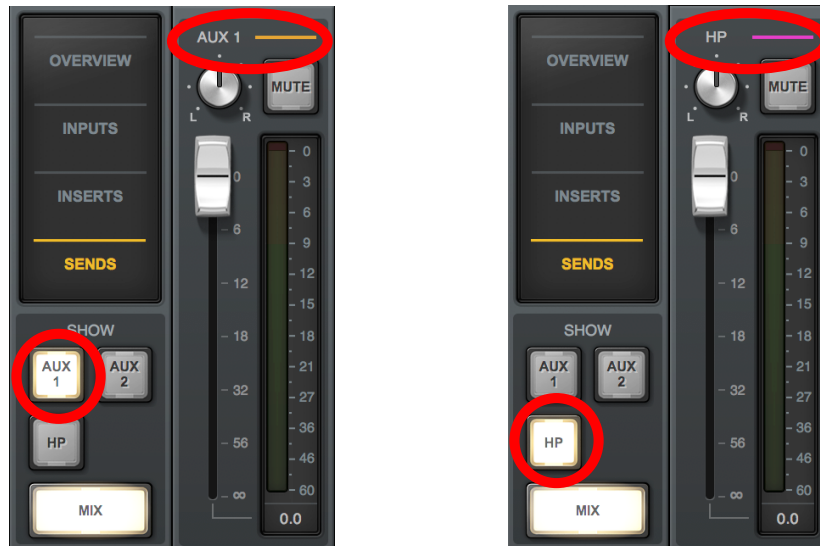 OVERVIEW
INPUTS
INSERTS
SENDS
SHOW
AUX 1
AUX 2
HP
MIX
AUX 1
MUTE
L R
0
6
12
18
32
56
∞
0
3
6
9
12
15
18
21
27
36
46
60
0.0
OVERVIEW
INPUTS
INSERTS
SENDS
SHOW
AUX 1
AUX 2
HP
MIX
HP
MUTE
L R
0
6
12
18
32
56
∞
0
3
6
9
12
15
18
21
27
36
46
60
0.0